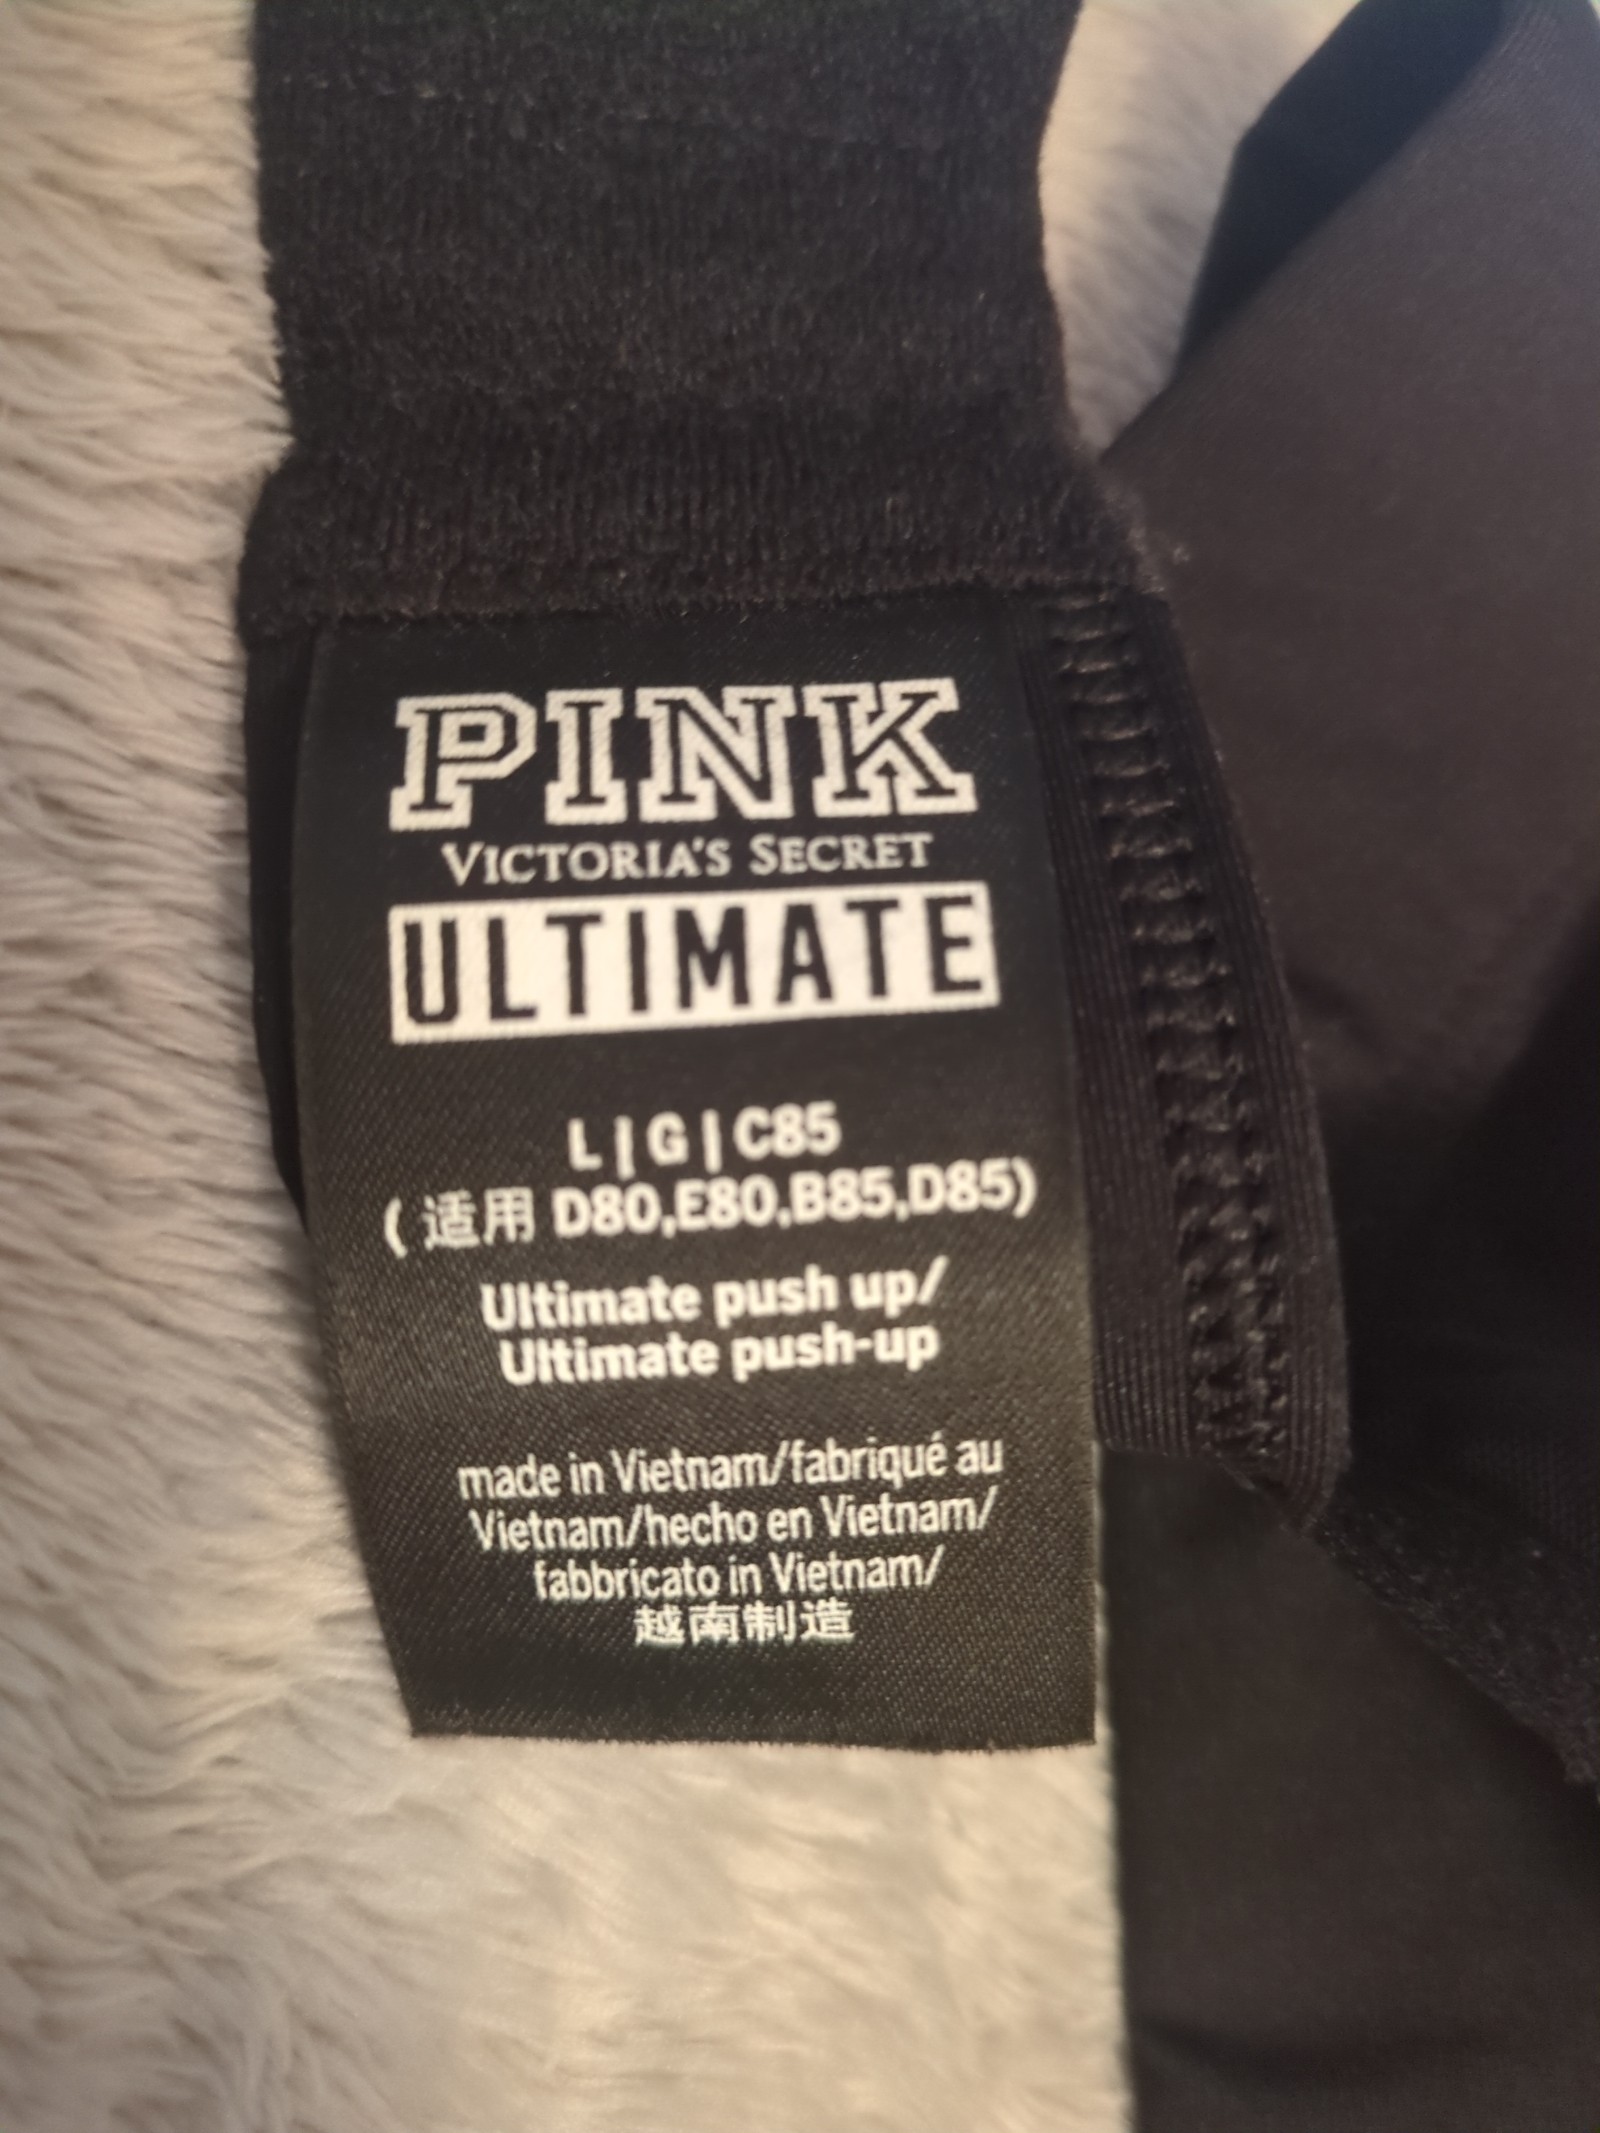 PINK
VICTORIA'S SECRET
ULTIMATE
L | G | C85
( 适用 D80,E80,B85,D85)
Ultimate push up/
Ultimate push-up
made in Vietnam/fabriqué au
Vietnam/hecho en Vietnam/
fabbricato in Vietnam/
越南制造